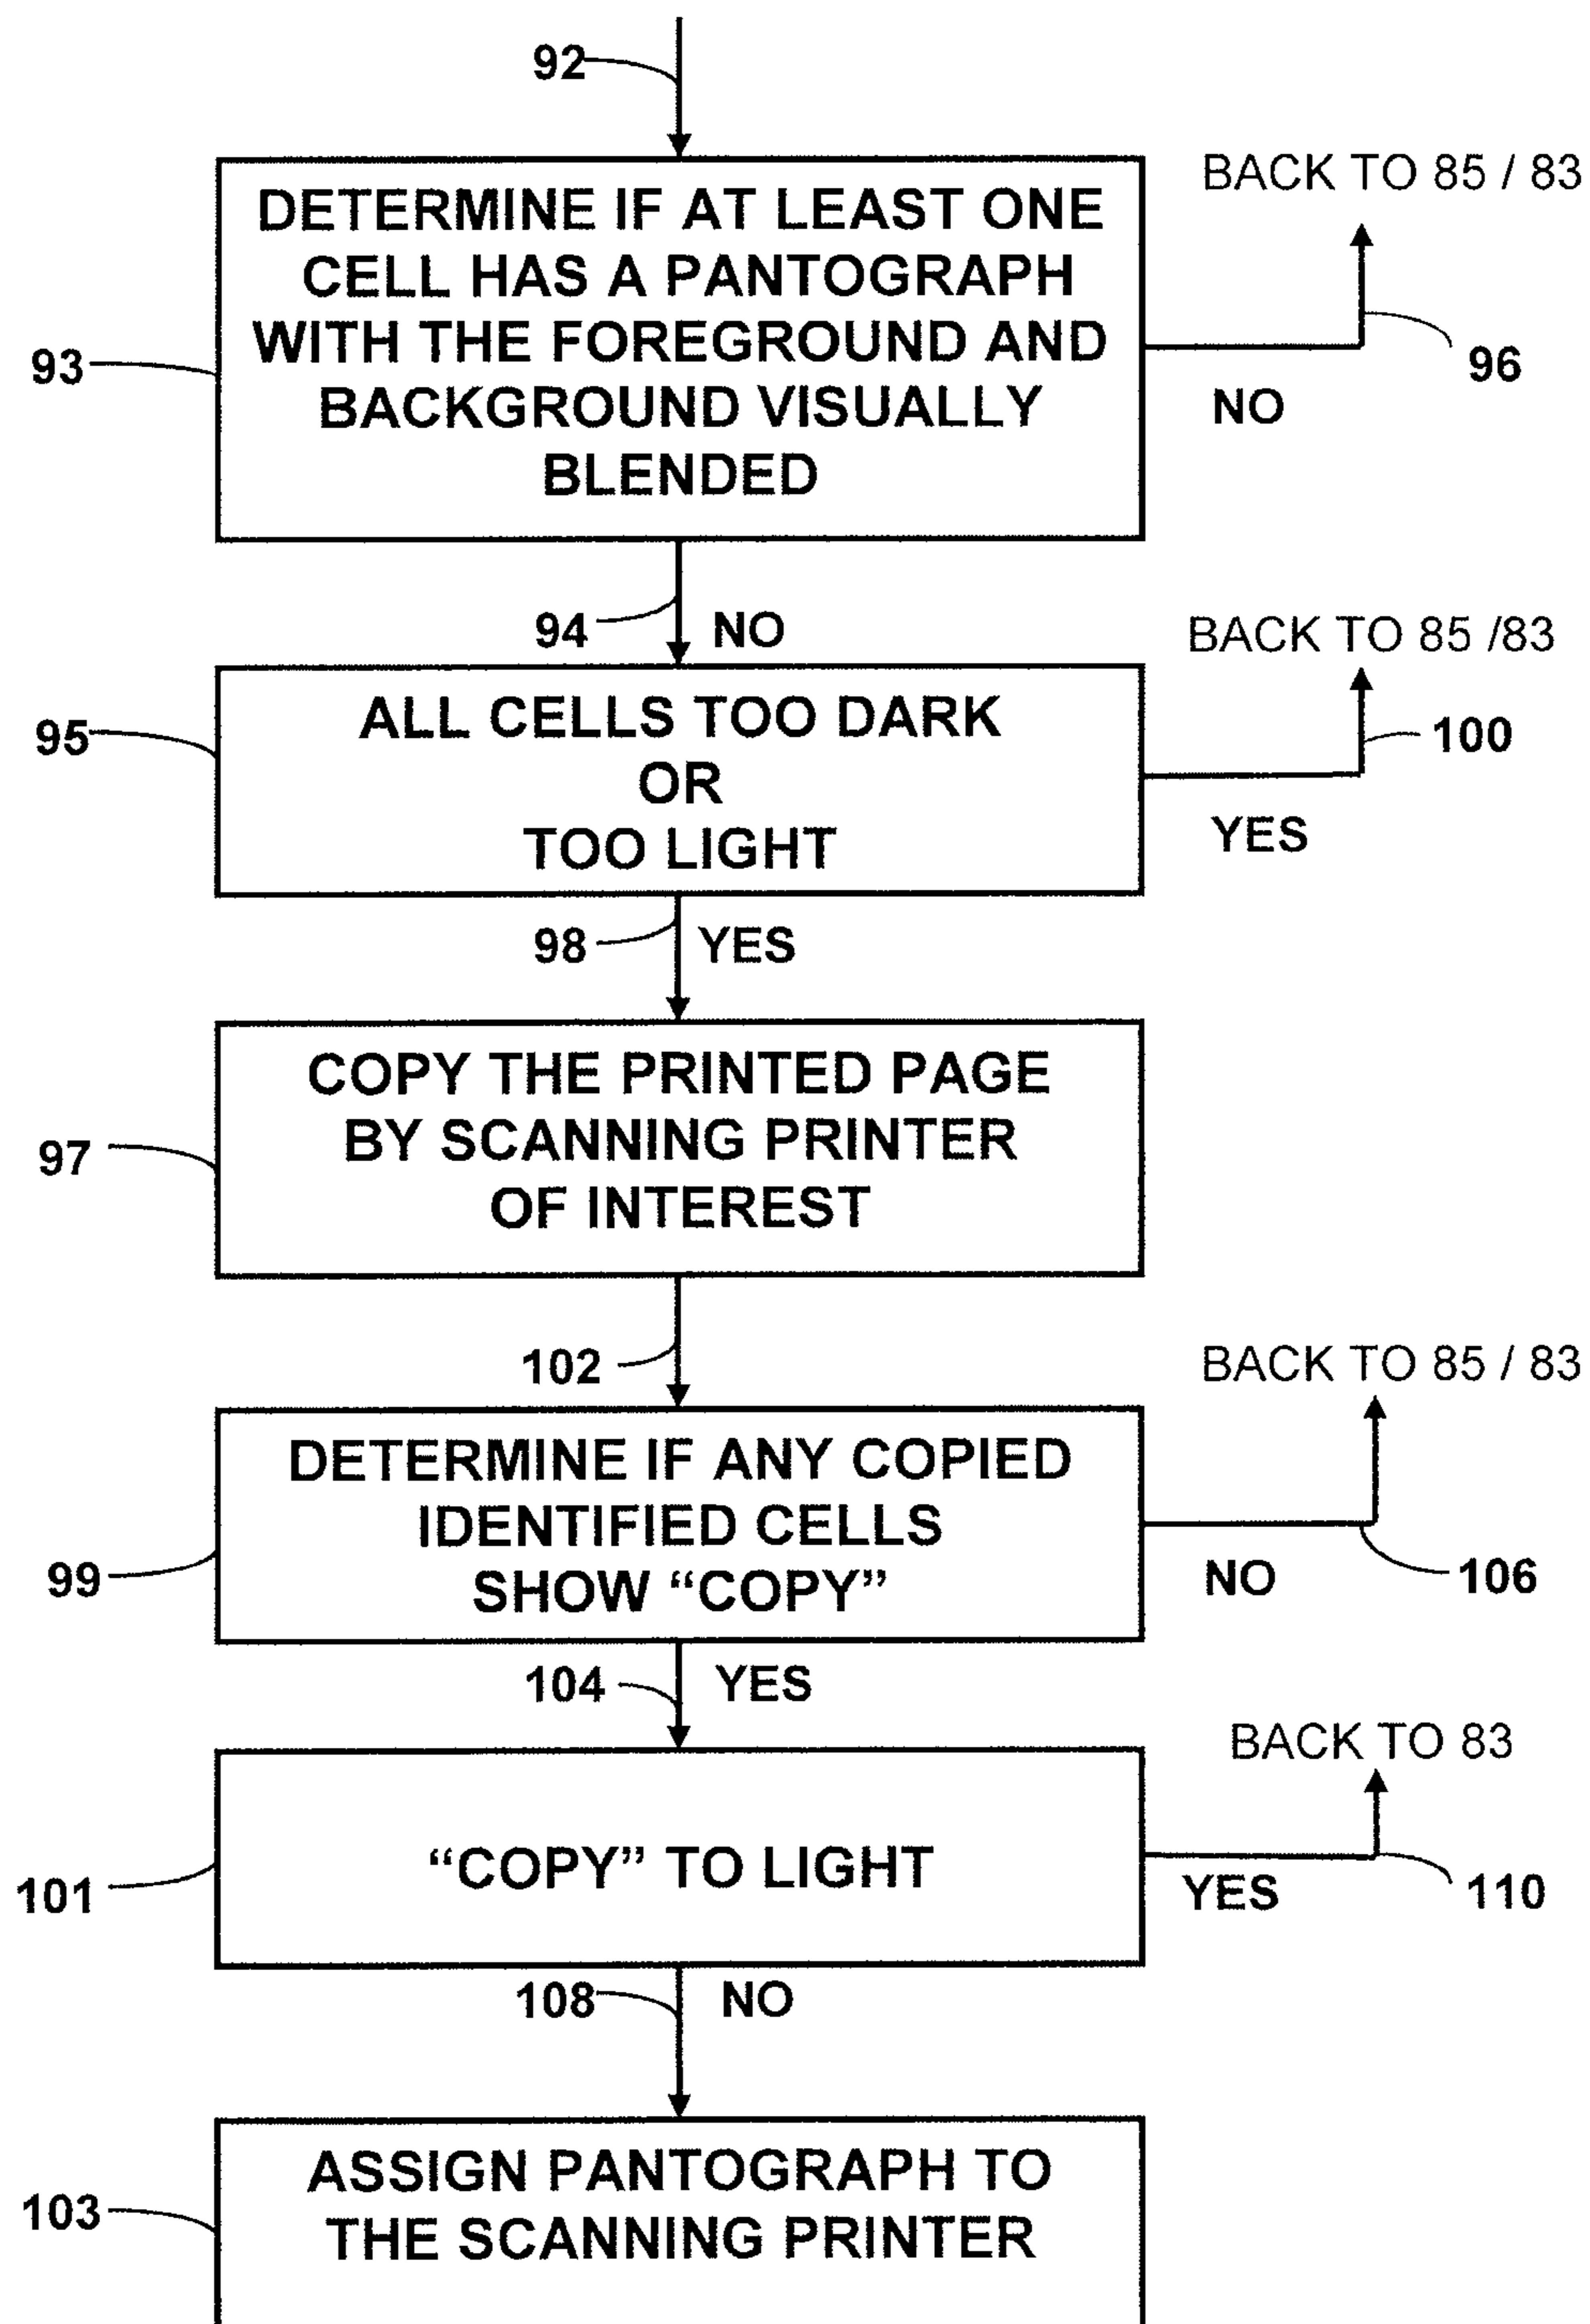 92
DETERMINE IF AT LEAST ONE
CELL HAS A PANTOGRAPH
WITH THE FOREGROUND AND
BACKGROUND VISUALLY
BLENDED
93
BACK TO 85 / 83
96
NO
94
NO
ALL CELLS TOO DARK
OR
TOO LIGHT
95
BACK TO 85 /83
100
YES
98
YES
COPY THE PRINTED PAGE
BY SCANNING PRINTER
OF INTEREST
97
102
DETERMINE IF ANY COPIED
IDENTIFIED CELLS
SHOW “COPY”
99
BACK TO 85 / 83
NO
106
104
YES
“COPY” TO LIGHT
101
BACK TO 83
YES
110
108
NO
ASSIGN PANTOGRAPH TO
THE SCANNING PRINTER
103